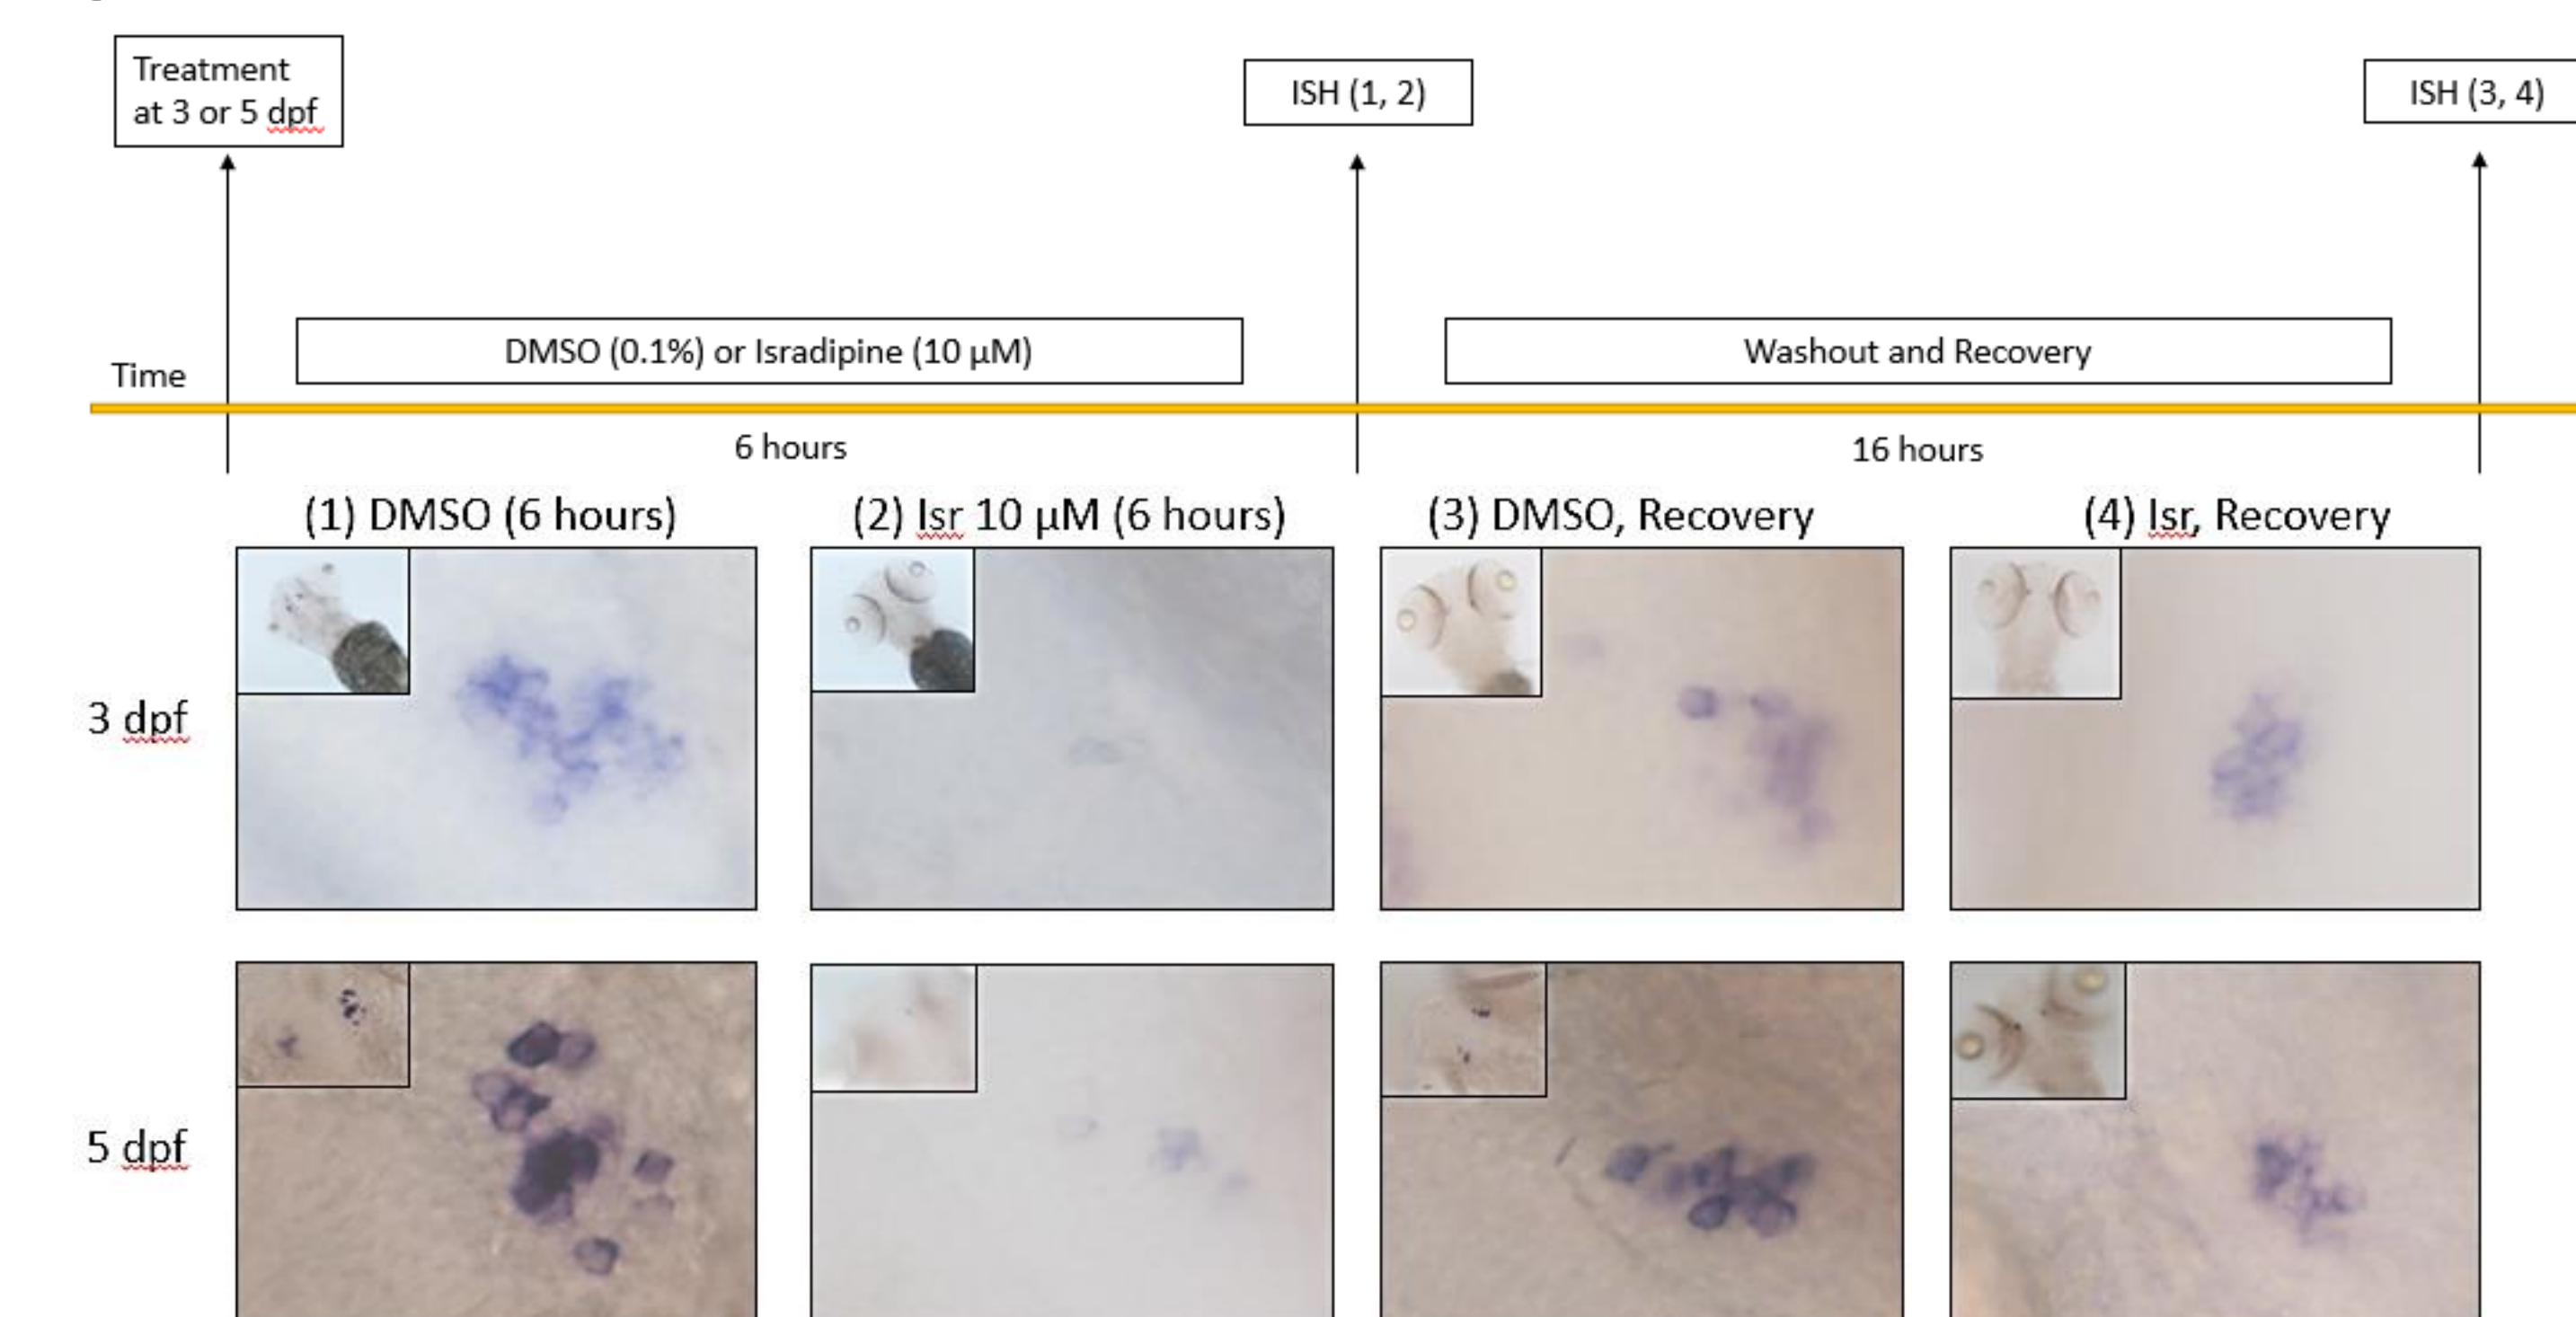 Treatment
at 3 or 5 dpf
ISH (1, 2)
ISH (3, 4)
DMSO (0.1%) or Isradipine (10 µM)
Washout and Recovery
Time
6 hours
16 hours
(1) DMSO (6 hours)
(2) Isr 10 µM (6 hours)
(3) DMSO, Recovery
(4) Isr, Recovery
3 dpf
5 dpf